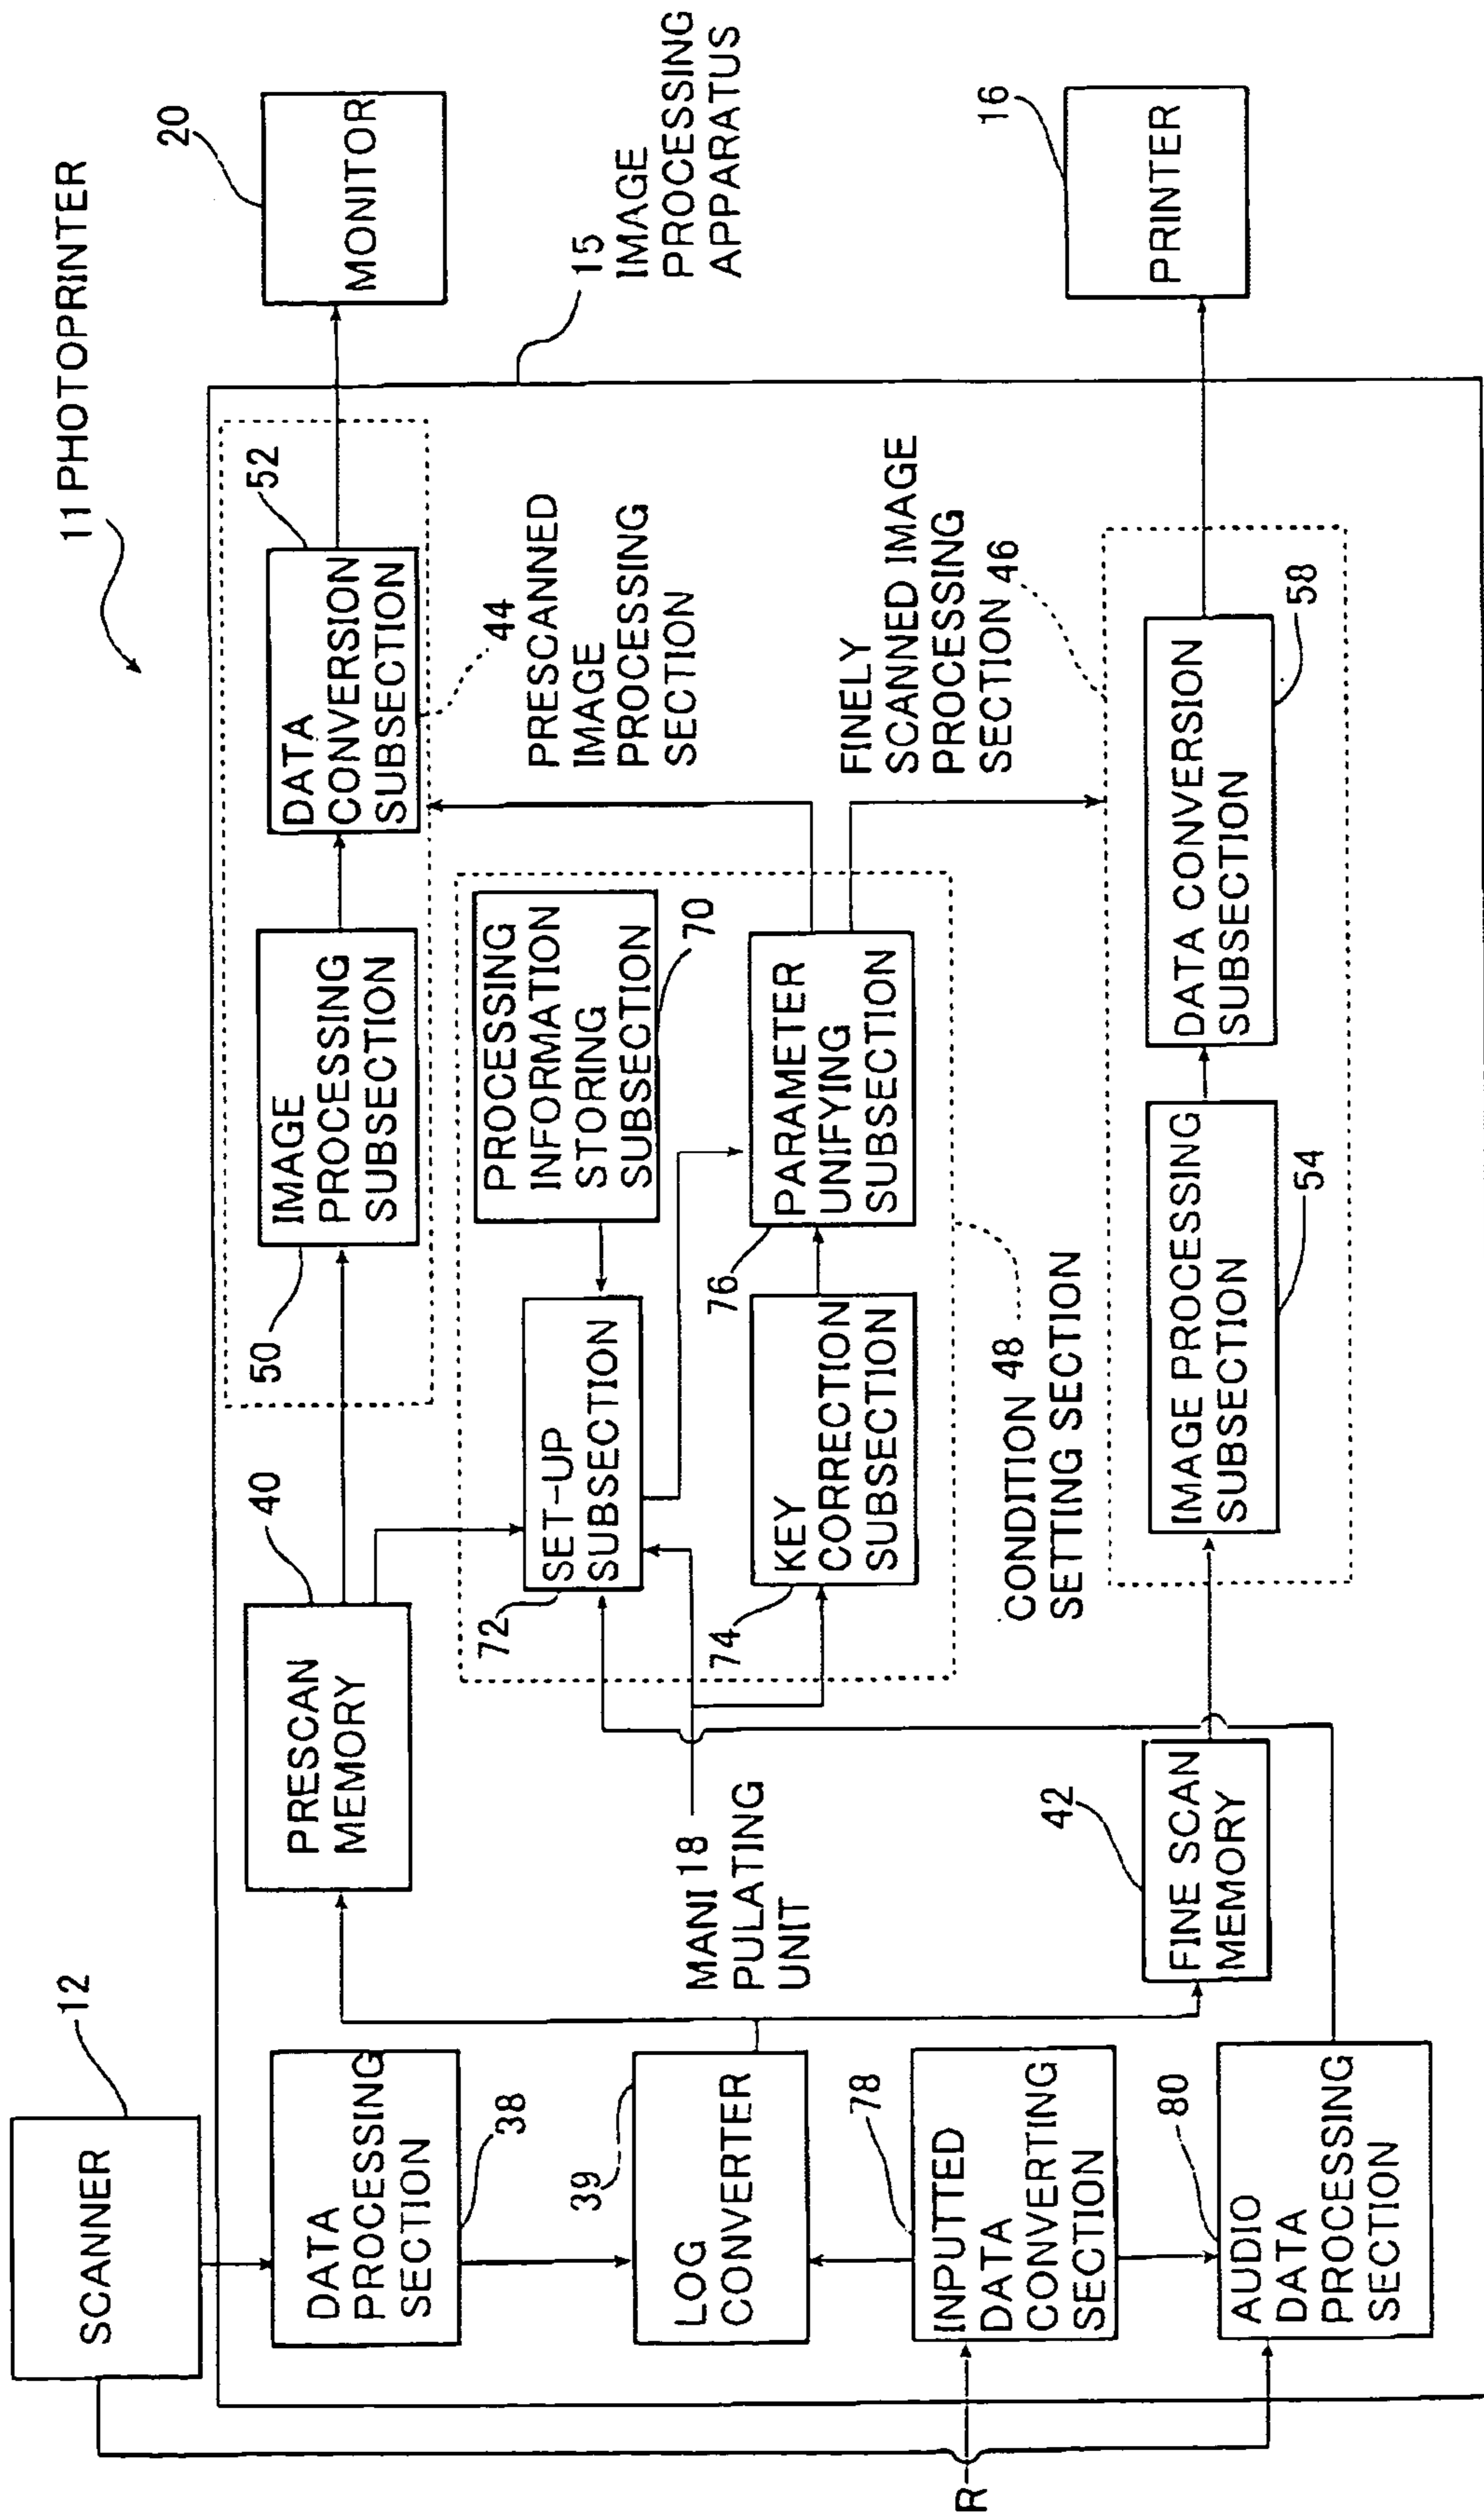 11 PHOTOPRINTER
12
SCANNER
DATA
PROCESSING
SECTION
38
39
LOG
CONVERTER
78
INPUTTED
DATA
CONVERTING
SECTION
80
AUDIO
DATA
PROCESSING
SECTION
R
40
PRESCAN
MEMORY
MANI 18
PULATING
UNIT
42
FINE SCAN
MEMORY
50
IMAGE
PROCESSING
SUBSECTION
52
DATA
CONVERSION
SUBSECTION
44
PRESCANNED
IMAGE
PROCESSING
SECTION
72
SET-UP
SUBSECTION
PROCESSING
INFORMATION
STORING
SUBSECTION
70
74
KEY
CORRECTION
SUBSECTION
76
PARAMETER
UNIFYING
SUBSECTION
CONDITION 48
SETTING SECTION
FINELY
SCANNED IMAGE
PROCESSING
SECTION 46
IMAGE PROCESSING
SUBSECTION
54
DATA CONVERSION
SUBSECTION
58
20
MONITOR
15
IMAGE
PROCESSING
APPARATUS
16
PRINTER